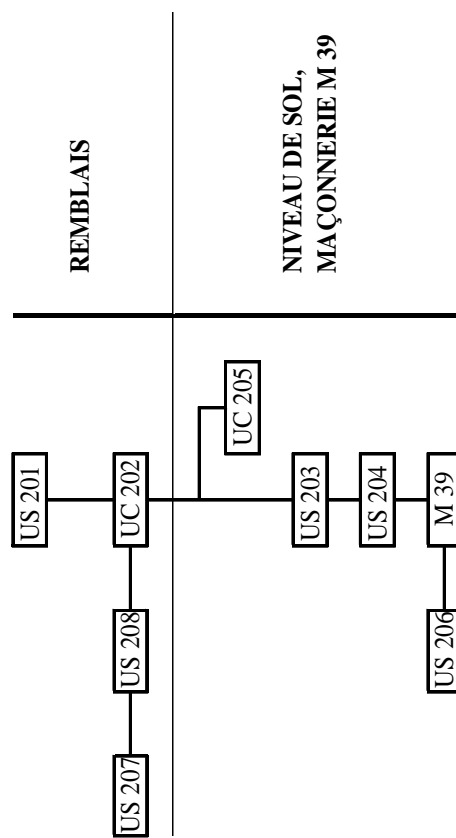 REMBLAIS
NIVEAU DE SOL,
MAÇONNERIE M 39
US 201
UC 202
US 208
US 207
UC 205
US 203
US 204
M 39
US 206